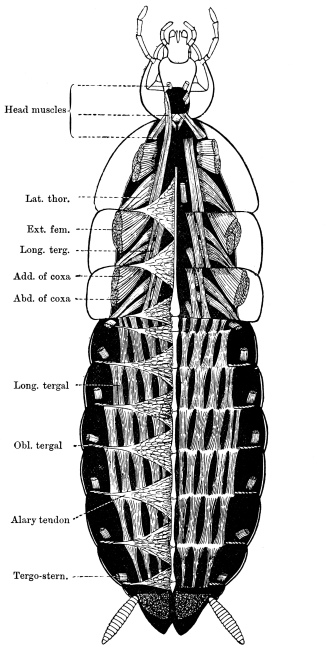 Head muscles
Lat. thor.
Ext. fem.
Long. terg.
Add. of coxa
Abd. of coxa
Long. tergal
Obl. tergal
Alary tendon
Tergo-stern.